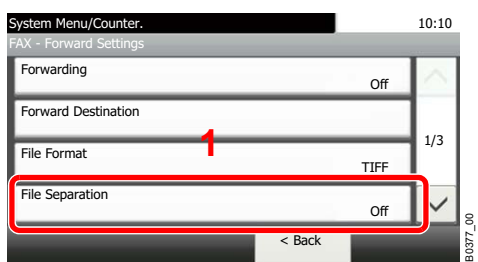 System Menu/Counter.
10:10
FAX - Forward Settings
Forwarding
Off
Forward Destination
1
1/3
File Format
TIFF
File Separation
Off
< Back
B0377_00